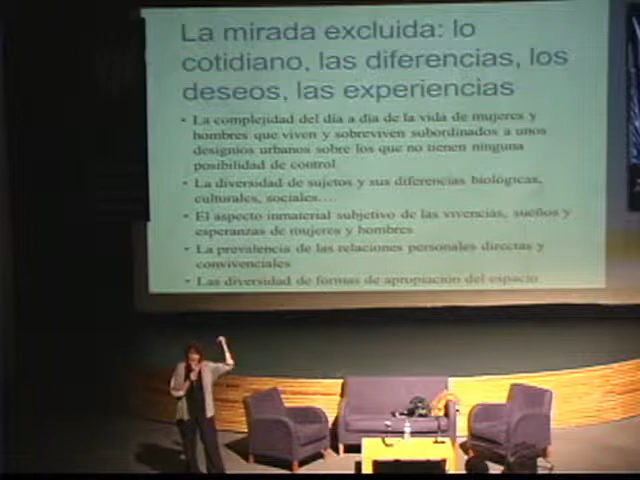 La mirada excluida: lo
cotidiano, las diferencias, los
deseos, las experiencias
• La complejidad del día a día de la vida de mujeres y
hombres que viven y sobreviven subordinados a unos
designios urbanos sobre los que no tienen ninguna
posibilidad de control
• La diversidad de sujetos y sus diferencias biológicas,
culturales, sociales….
• El aspecto inmaterial subjetivo de las vivencias, sueños y
esperanzas de mujeres y hombres
• La prevalencia de las relaciones personales directas y
convivenciales
• Las diversidad de formas de apropiación del espacio